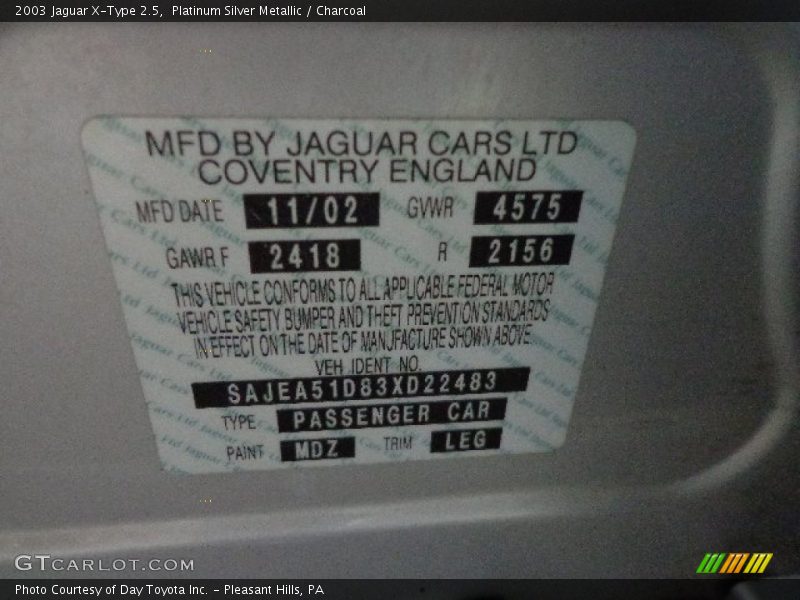 2003 Jaguar X-Type 2.5,  Platinum Silver Metallic / Charcoal
MFD BY JAGUAR CARS LTD
COVENTRY ENGLAND
MFD DATE 11/02 GVWR 4575
GAWR F 2418 R 2156
THIS VEHICLE CONFORMS TO ALL APPLICABLE FEDERAL MOTOR
VEHICLE SAFETY BUMPER AND THEFT PREVENTION STANDARDS
IN EFFECT ON THE DATE OF MANUFACTURE SHOWN ABOVE
VEH IDENT NO.
SAJEA51D83XD22483
TYPE PASSENGER CAR
PAINT MDZ TRIM LEG
GTCARLOT.COM
Photo Courtesy of Day Toyota Inc. - Pleasant Hills, PA